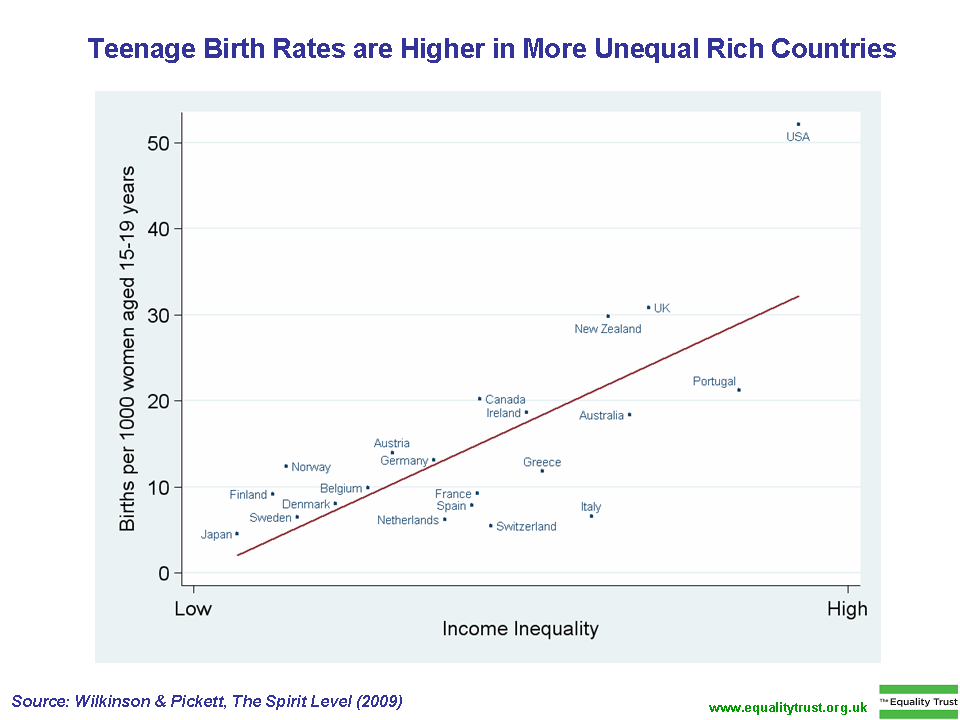 Teenage Birth Rates are Higher in More Unequal Rich Countries
Births per 1000 women aged 15-19 years
50
40
30
20
10
0
USA
UK
New Zealand
Portugal
Canada
Ireland
Australia
Austria
Germany
Greece
Norway
Belgium
Finland
France
Denmark
Spain
Italy
Sweden
Netherlands
Switzerland
Japan
Low
High
Income Inequality
Source: Wilkinson & Pickett, The Spirit Level (2009)
www.equalitytrust.org.uk
The Equality Trust